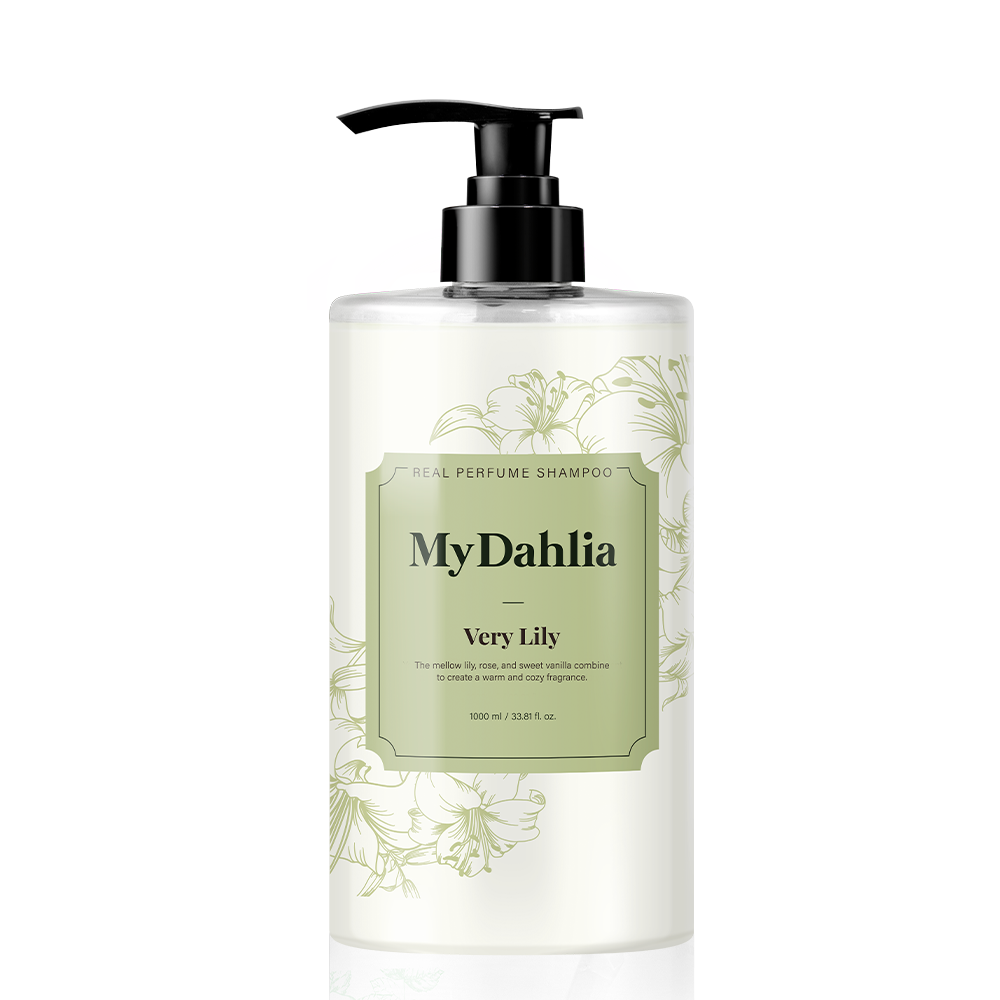 REAL PERFUME SHAMPOO
MyDahlia
Very Lily
The mellow lily, rose, and sweet vanilla combine
to create a warm and cozy fragrance.
1000 ml / 33.81 fl. oz.